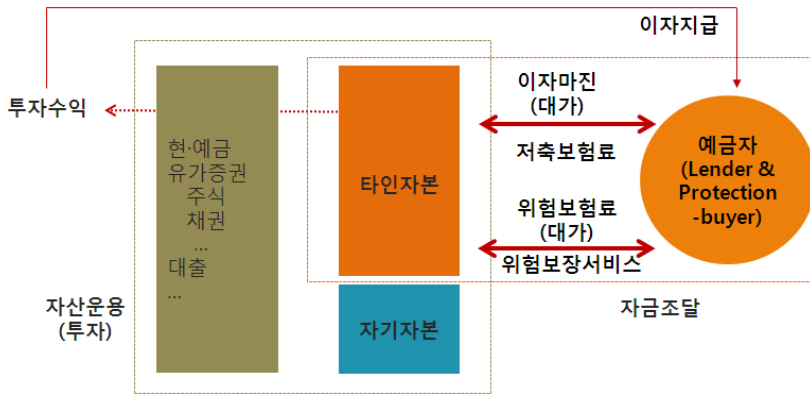 이자지급
투자수익
현·예금
유가증권
주식
채권
...
대출
...
타인자본
자기자본
이자마진
(대가)
저축보험료
위험보험료
(대가)
위험보장서비스
예금자
(Lender &
Protection
-buyer)
자산운용
(투자)
자금조달